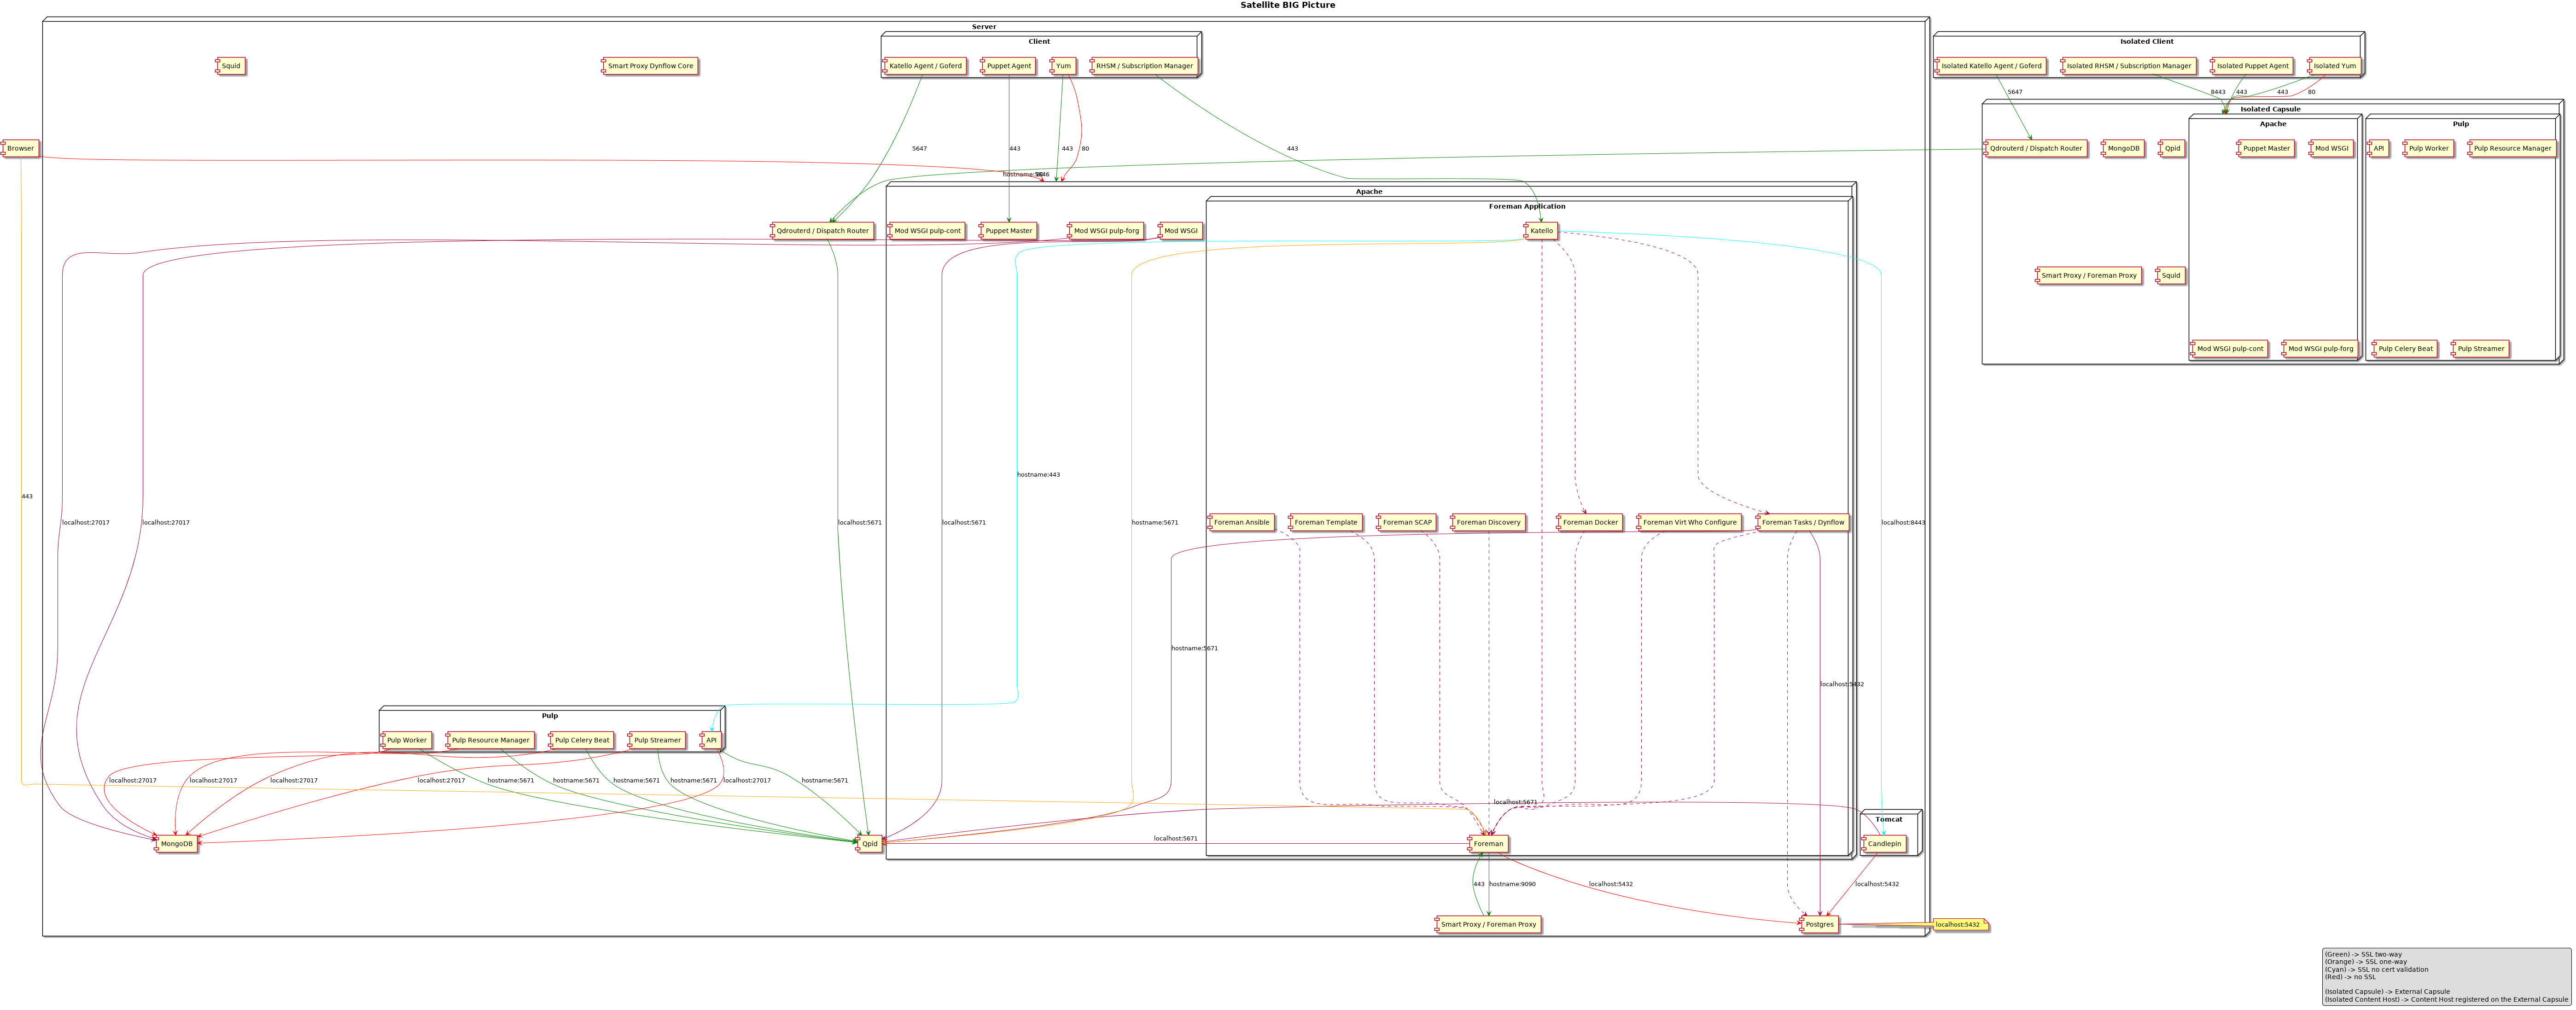 Satellite BIG Picture
Server
Client
Isolated Client
Squid
Smart Proxy Dynflow Core
Katello Agent / Goferd
Puppet Agent
Yum
RHSM / Subscription Manager
Isolated Katello Agent / Goferd
Isolated RHSM / Subscription Manager
Isolated Puppet Agent
Isolated Yum
5647
8443
443
443
80
Isolated Capsule
Apache
Pulp
Browser
5647
443
443
80
443
Qdrouterd / Dispatch Router
MongoDB
Qpid
Puppet Master
Mod WSGI
API
Pulp Worker
Pulp Resource Manager
hostname:5646
80
Apache
Foreman Application
Qdrouterd / Dispatch Router
Mod WSGI pulp-cont
Puppet Master
Mod WSGI pulp-forg
Mod WSGI
Katello
Smart Proxy / Foreman Proxy
Squid
Mod WSGI pulp-cont
Mod WSGI pulp-forg
Pulp Celery Beat
Pulp Streamer
hostname:443
443
localhost:27017
localhost:27017
localhost:5671
localhost:5671
hostname:5671
Foreman Ansible
Foreman Template
Foreman SCAP
Foreman Discovery
Foreman Docker
Foreman Virt Who Configure
Foreman Tasks / Dynflow
localhost:8443
hostname:5671
localhost:5432
Pulp
Pulp Worker
Pulp Resource Manager
Pulp Celery Beat
Pulp Streamer
API
localhost:27017
localhost:27017
localhost:27017
localhost:27017
hostname:5671
hostname:5671
hostname:5671
hostname:5671
localhost:27017
hostname:5671
localhost:5671
Tomcat
MongoDB
Qpid
localhost:5671
Foreman
Candlepin
443
hostname:9090
localhost:5432
localhost:5432
Smart Proxy / Foreman Proxy
Postgres
localhost:5432
(Green) -> SSL two-way
(Orange) -> SSL one-way
(Cyan) -> SSL no cert validation
(Red) -> no SSL
(Isolated Capsule) -> External Capsule
(Isolated Content Host) -> Content Host registered on the External Capsule